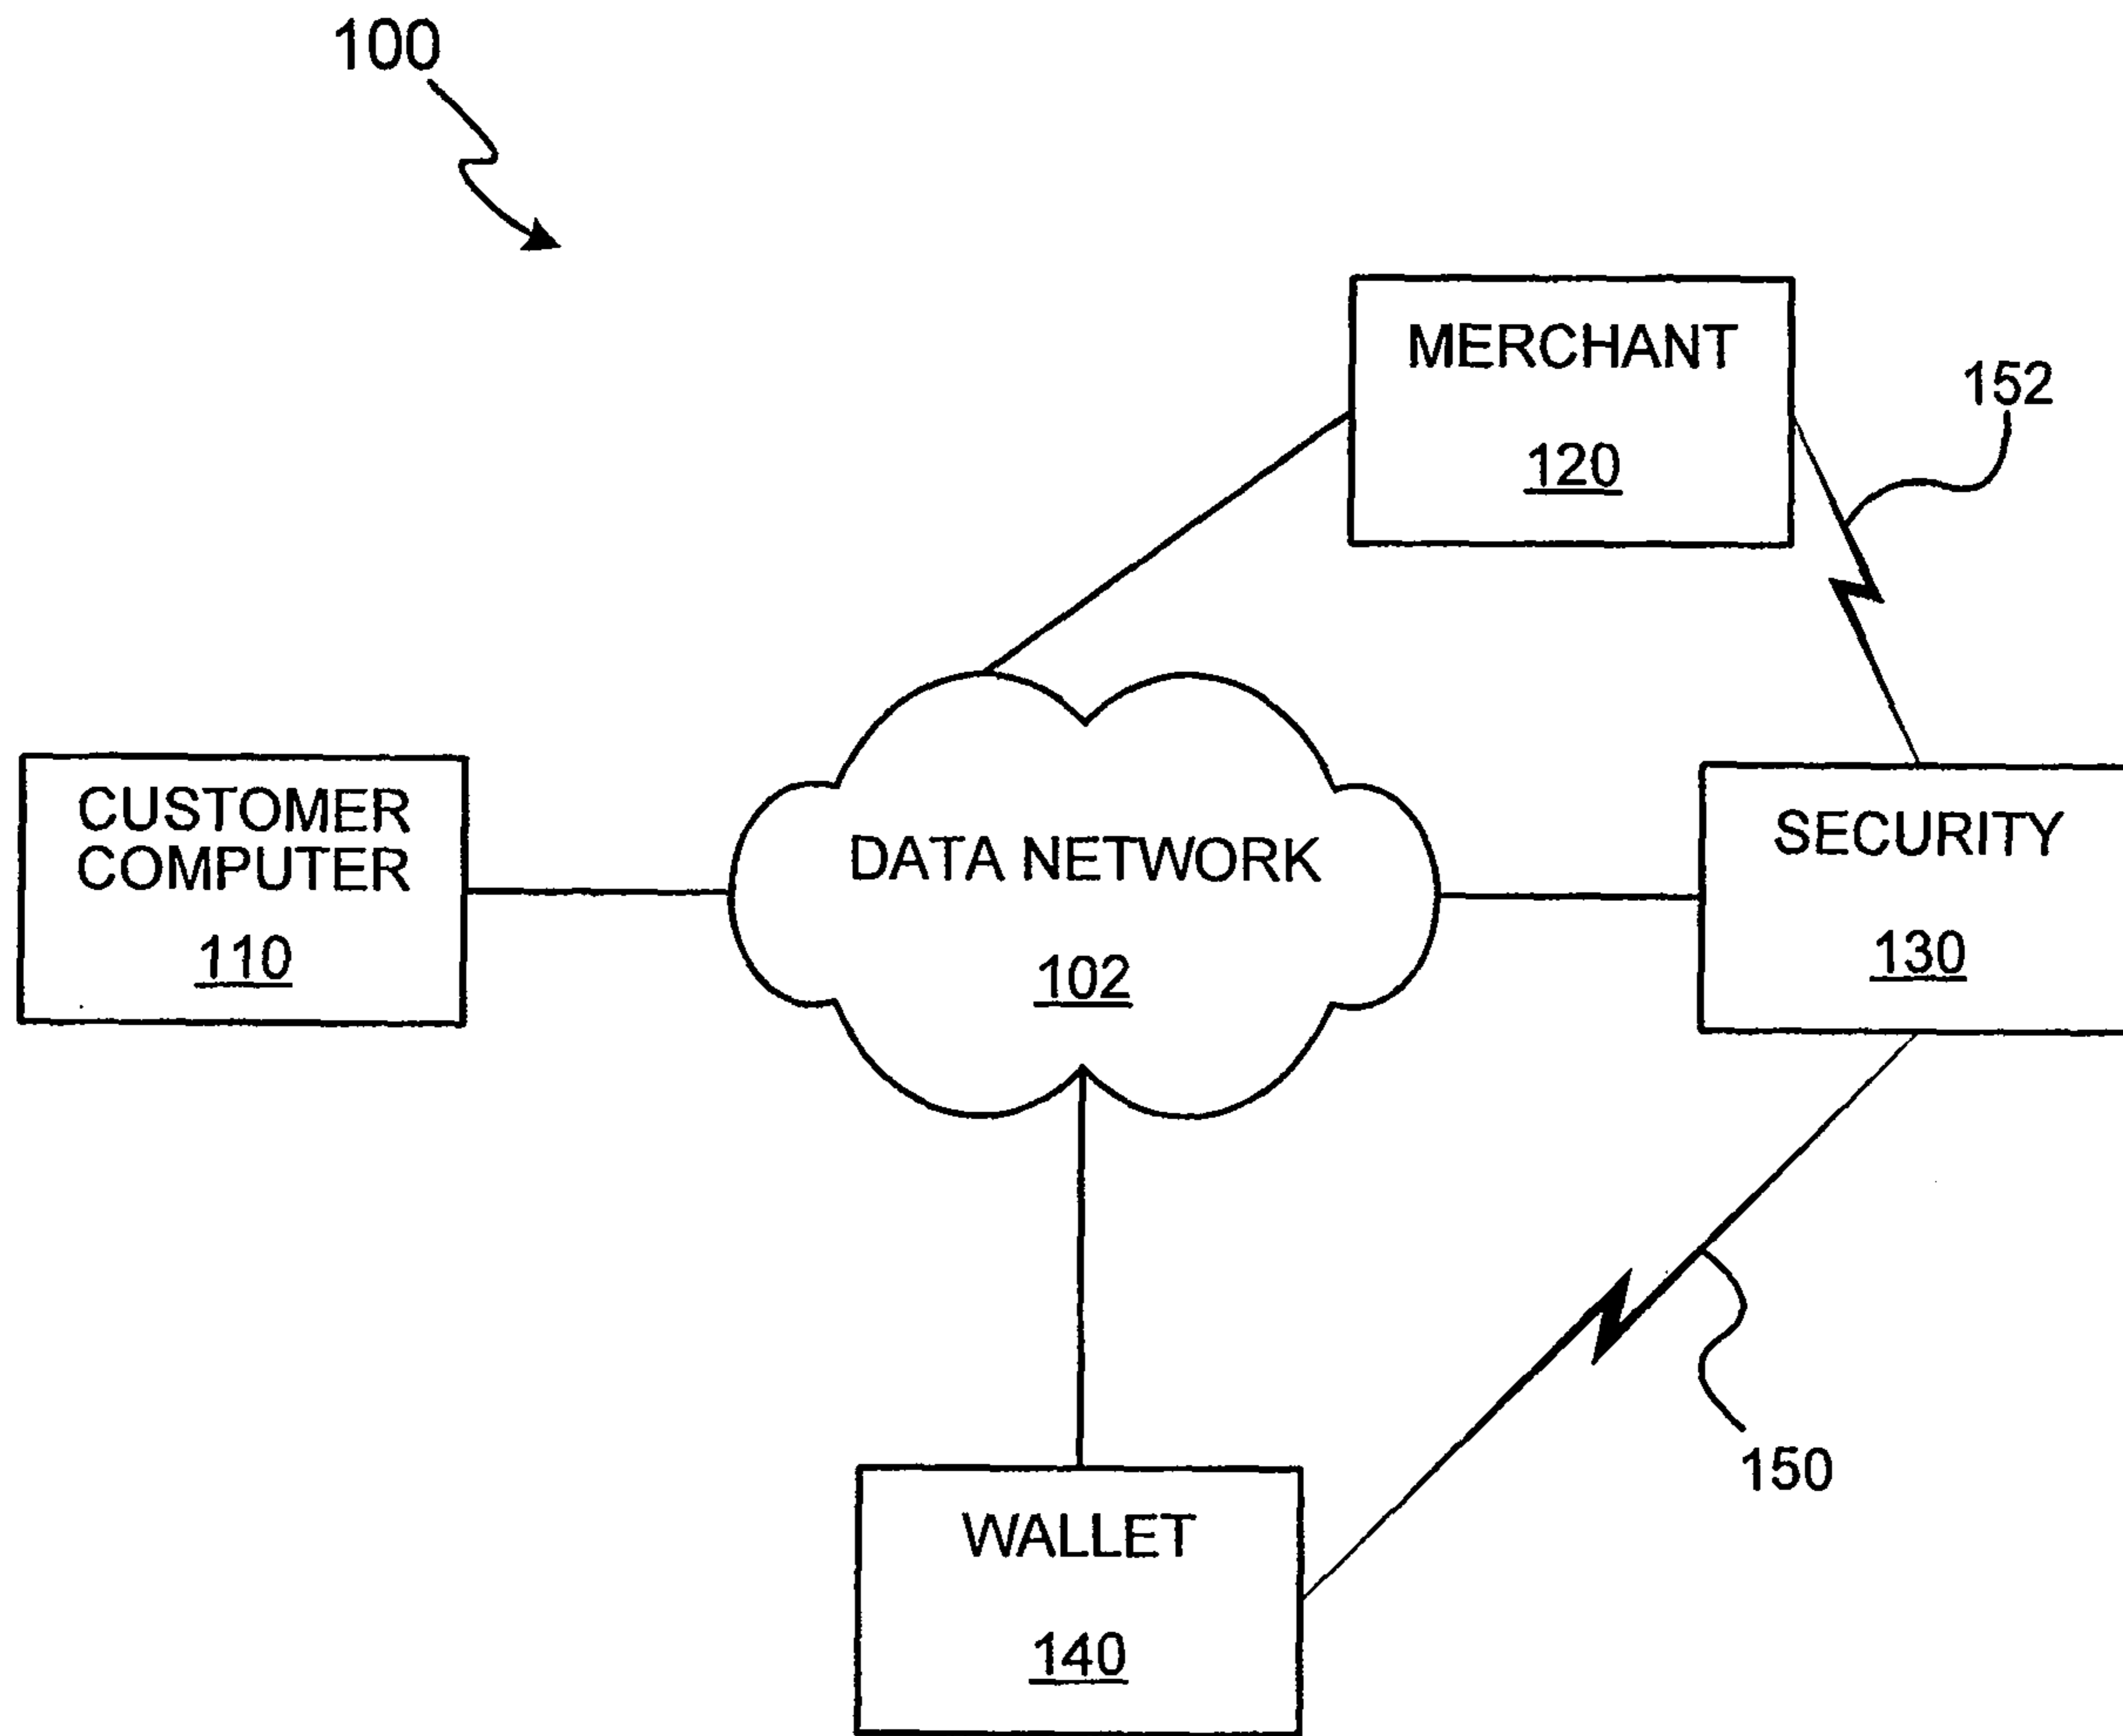 100
MERCHANT
120
152
CUSTOMER
COMPUTER
110
DATA NETWORK
102
SECURITY
130
150
WALLET
140